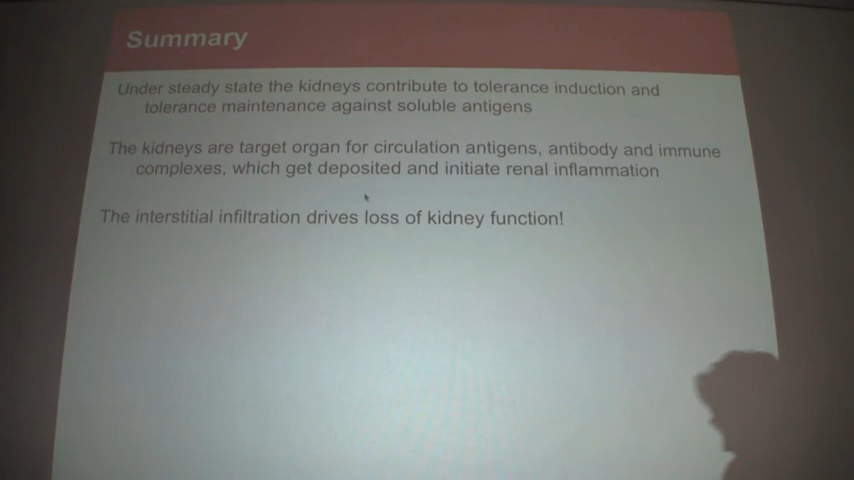 Summary
Under steady state the kidneys contribute to tolerance induction and
tolerance maintenance against soluble antigens
The kidneys are target organ for circulation antigens, antibody and immune
complexes, which get deposited and initiate renal inflammation
The interstitial infiltration drives loss of kidney function!